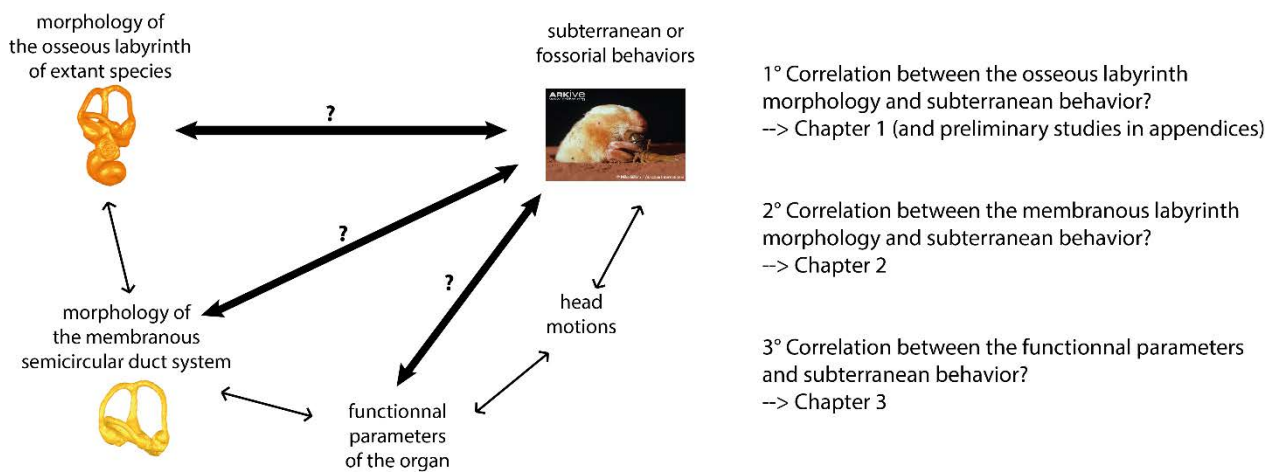 morphology of
the osseous labyrinth
of extant species
subterranean or
fossorial behaviors
ARKive
?
?
?
morphology of
the membranous
semicircular duct system
head
motions
functionnal
parameters
of the organ
1° Correlation between the osseous labyrinth
morphology and subterranean behavior?
--> Chapter 1 (and preliminary studies in appendices)
2° Correlation between the membranous labyrinth
morphology and subterranean behavior?
--> Chapter 2
3° Correlation between the functionnal parameters
and subterranean behavior?
--> Chapter 3